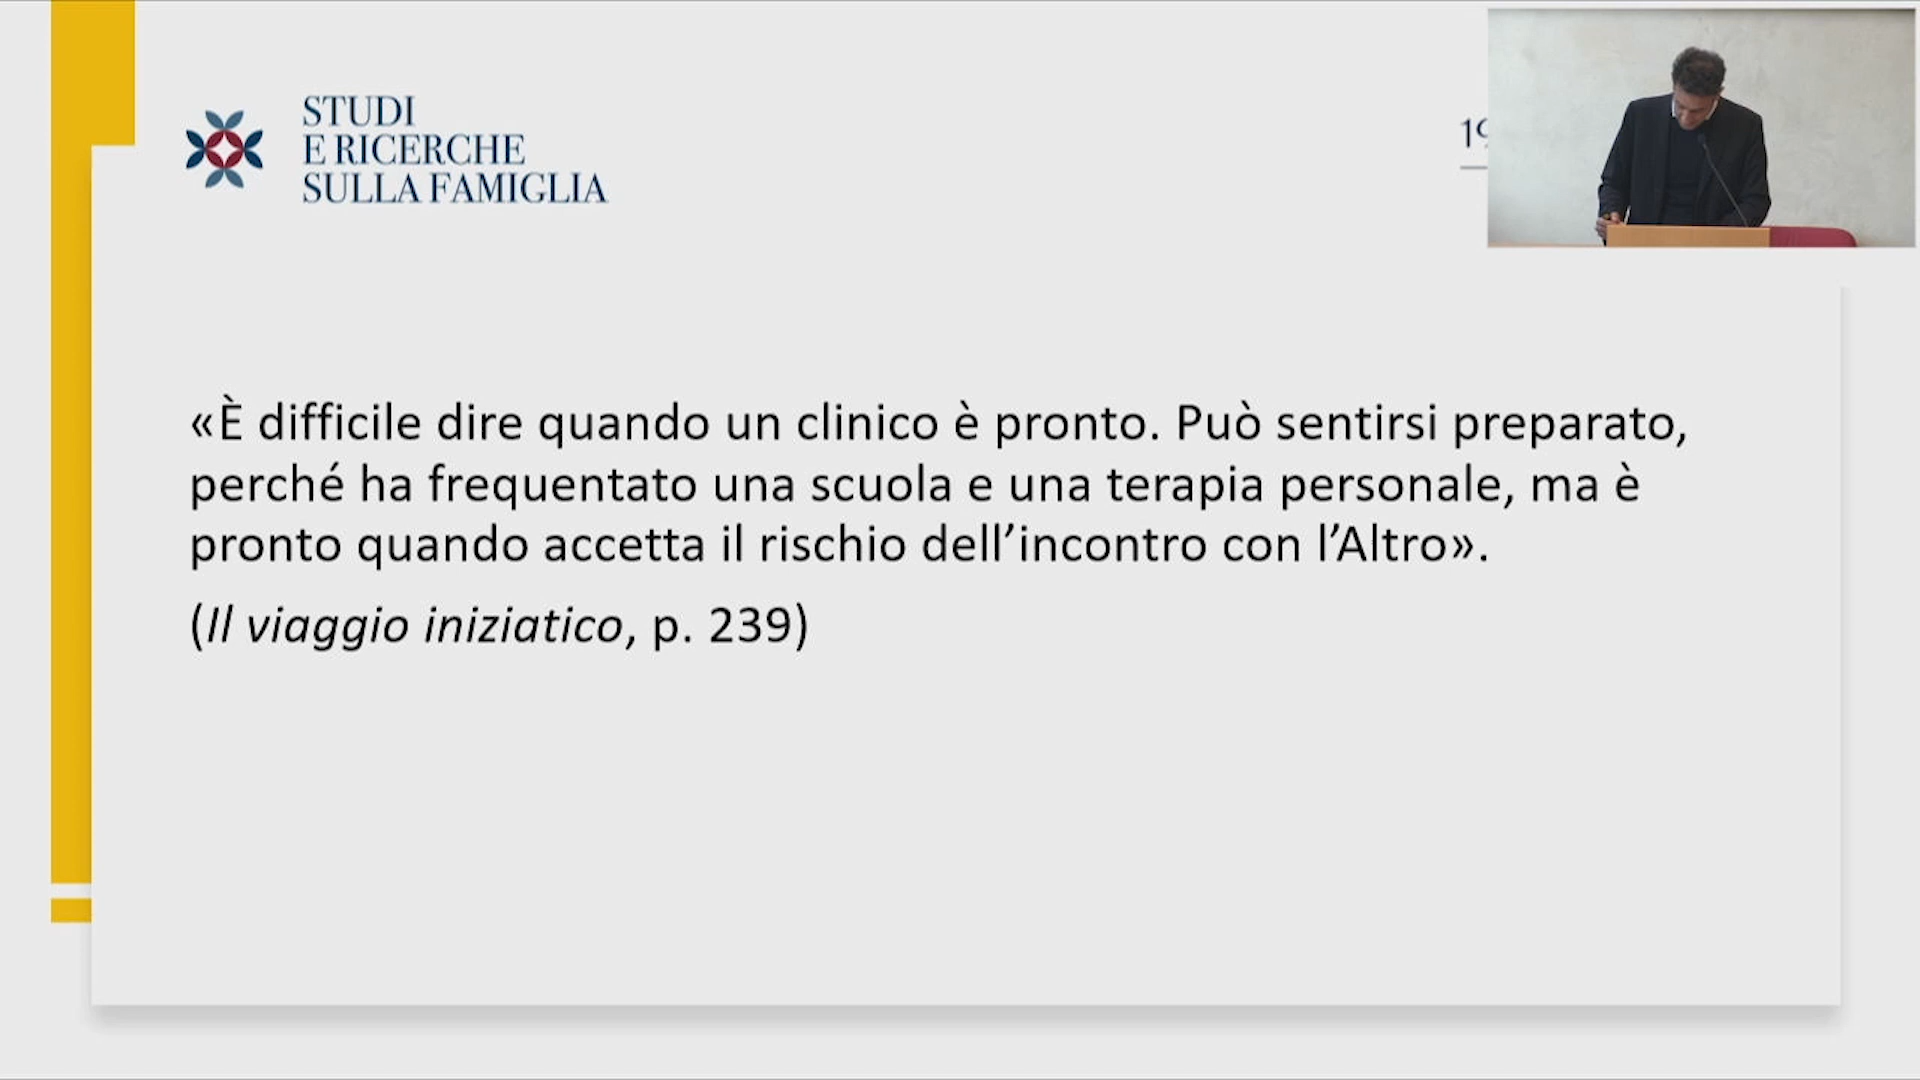 STUDI
E RICERCHE
SULLA FAMIGLIA
19
«È difficile dire quando un clinico è pronto. Può sentirsi preparato,
perché ha frequentato una scuola e una terapia personale, ma è
pronto quando accetta il rischio dell’incontro con l’Altro».
(Il viaggio iniziatico, p. 239)